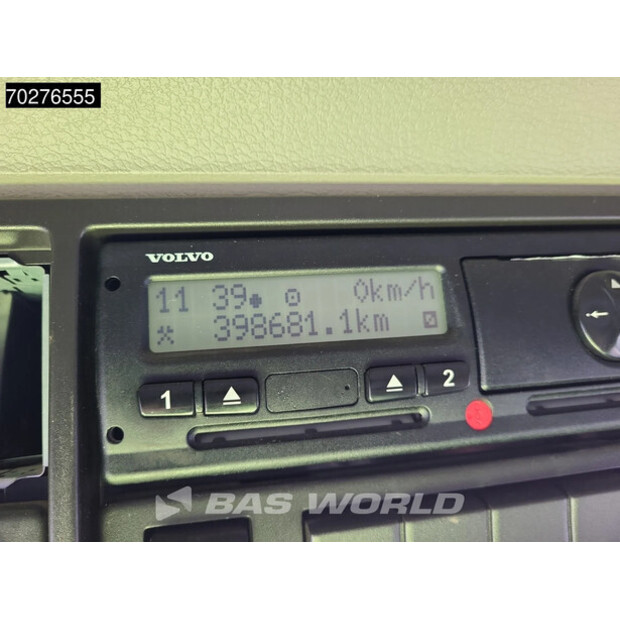 70276555
VOLVO
11 39 0km/h
398681.1km
1 2
BAS WORLD